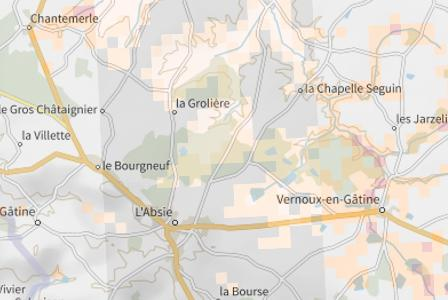 Chantemerle
la Chapelle Seguin
la Grolière
le Gros Châtaignier
les Jarzeli
la Villette
le Bourgneuf
Vernoux-en-Gâtine
Gâtine
L'Absie
la Bourse
Vivier